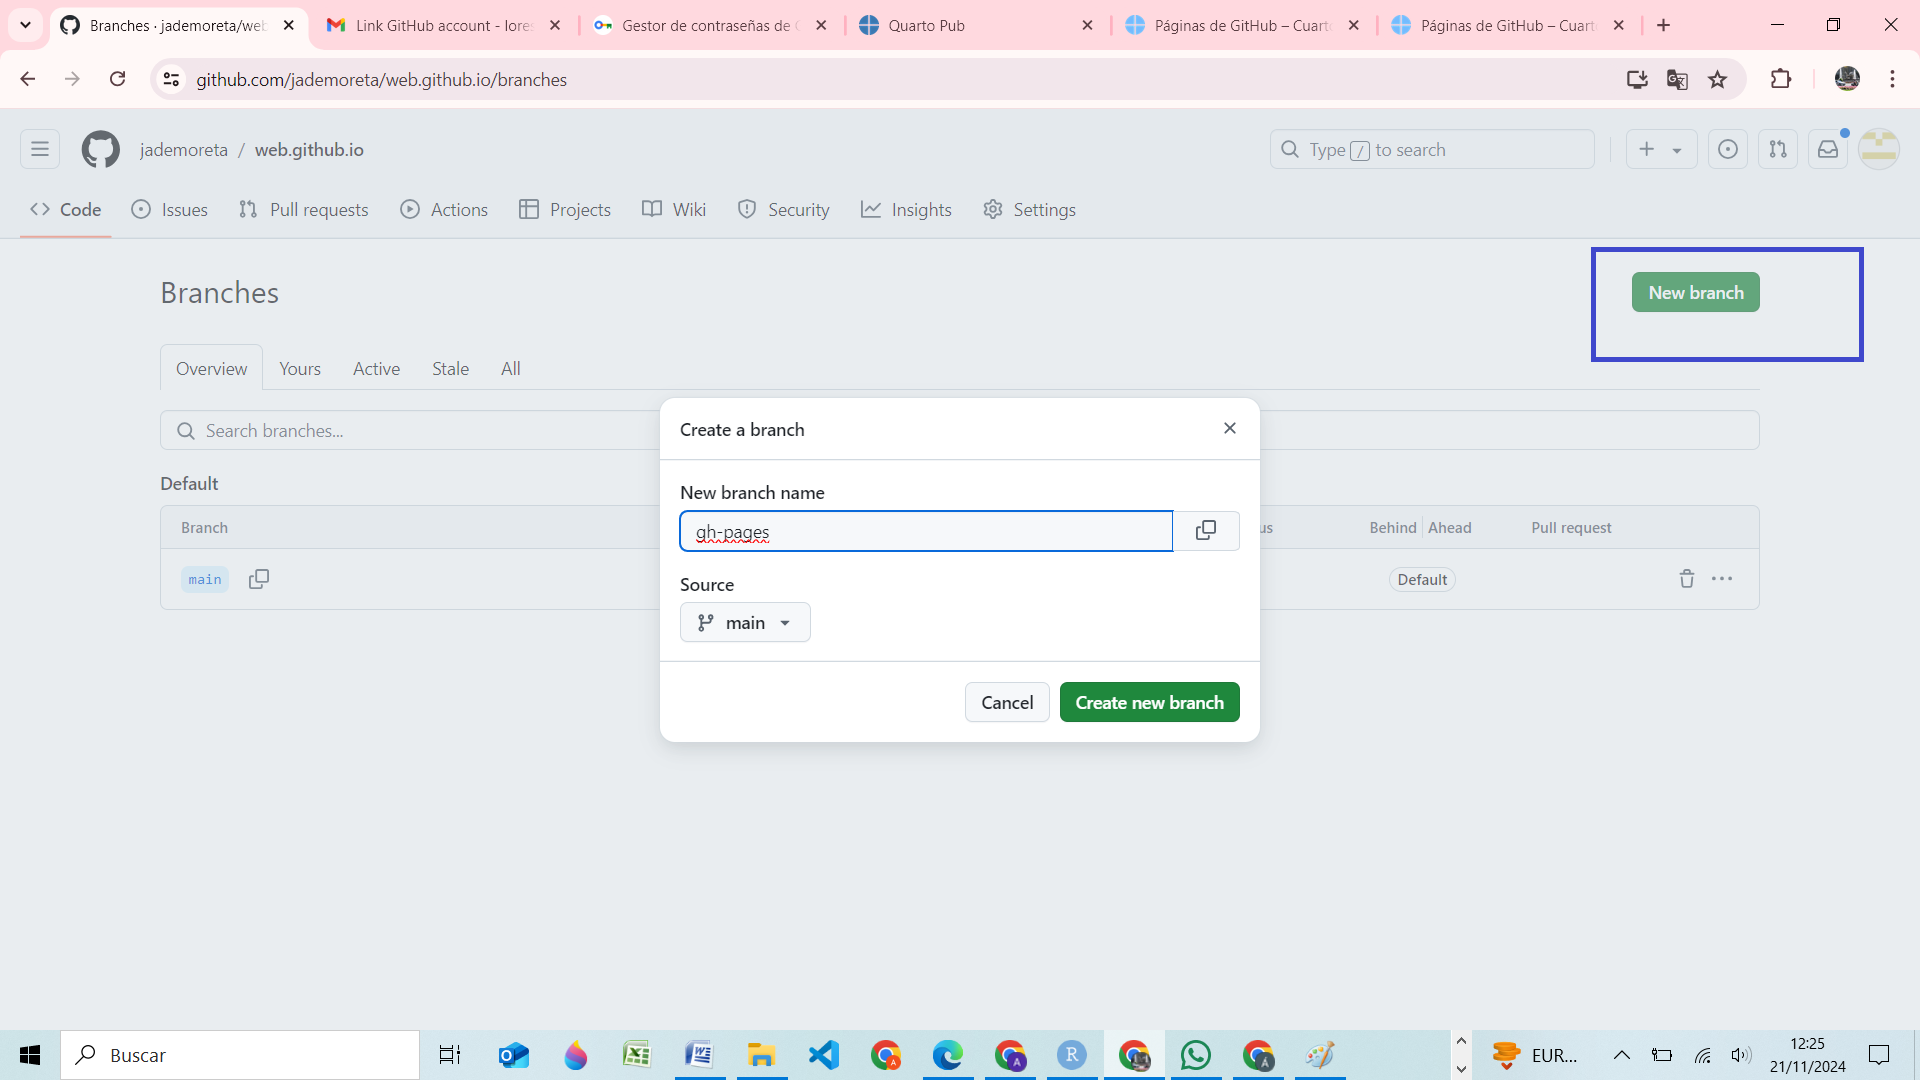 Branches · jademoreta/web
Link GitHub account - lores
Gestor de contraseñas de G
Quarto Pub
Páginas de GitHub – Cuart
Páginas de GitHub – Cuart
github.com/jademoreta/web.github.io/branches
jademoreta / web.github.io
Type / to search
Code Issues Pull requests Actions Projects Wiki Security Insights Settings
Branches
New branch
Overview Yours Active Stale All
Search branches...
Create a branch
Default
New branch name
Branch
us
Behind Ahead
Pull request
gh-pages
main
Default
Source
main
Cancel
Create new branch
Buscar
EUR...
12:25
21/11/2024